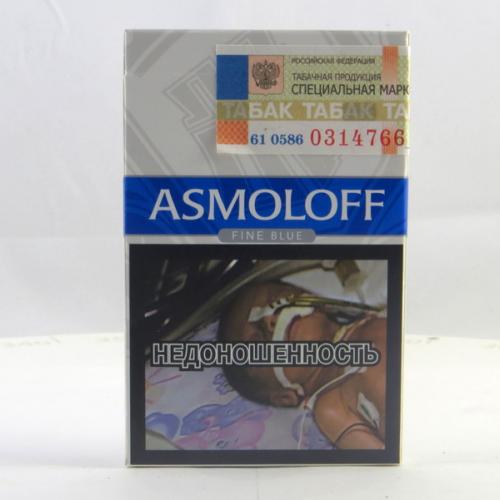 РОССИЙСКАЯ ФЕДЕРАЦИЯ
ТАБАЧНАЯ ПРОДУКЦИЯ
СПЕЦИАЛЬНАЯ МАРК
ТАБАК ТАБАК ТА
61 0586 0314766
ASMOLOFF
FINE BLUE
НЕДОНОШЕННОСТЬ